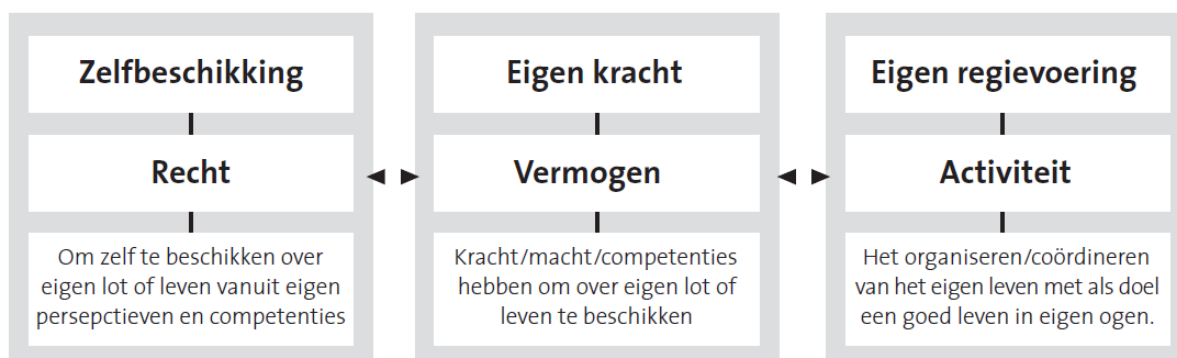 Zelfbeschikking
Recht
Om zelf te beschikken over
eigen lot of leven vanuit eigen
persepctieven en competenties
Eigen kracht
Vermogen
Kracht/macht/competenties
hebben om over eigen lot of
leven te beschikken
Eigen regievoering
Activiteit
Het organiseren/coördineren
van het eigen leven met als doel
een goed leven in eigen ogen.